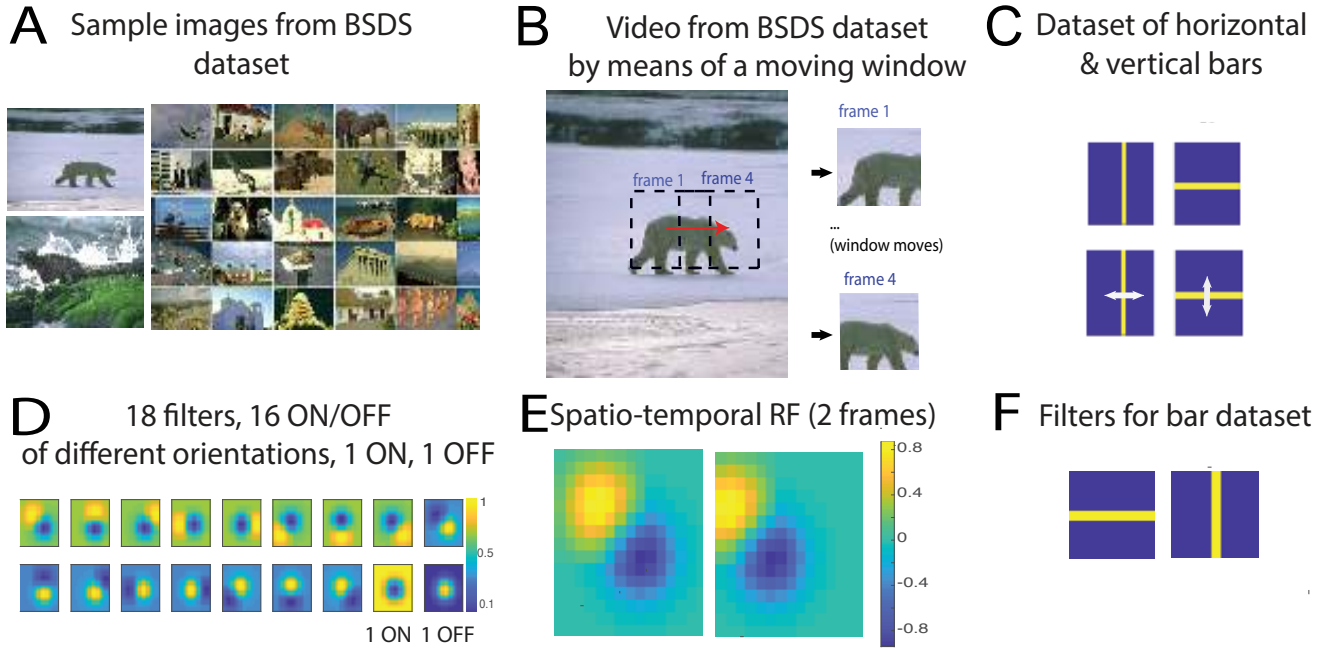 A Sample images from BSDS
dataset
B Video from BSDS dataset
by means of a moving window
frame 1 frame 4
frame 1
...
(window moves)
frame 4
C Dataset of horizontal
& vertical bars
D 18 filters, 16 ON/OFF
of different orientations, 1 ON, 1 OFF
1
0.5
0.1
1 ON 1 OFF
E Spatio-temporal RF (2 frames)
0.8
0.4
0
-0.4
-0.8
F Filters for bar dataset